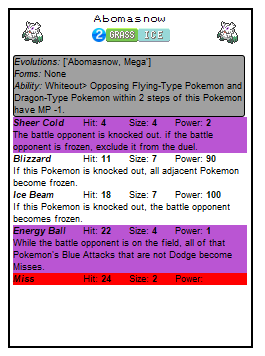 Abomasnow
2 GRASS ICE
Evolutions: ['Abomasnow, Mega']
Forms: None
Ability: Whiteout> Opposing Flying-Type Pokemon and
Dragon-Type Pokemon within 2 steps of this Pokemon
have MP -1.
Sheer Cold Hit: 4 Size: 4 Power: 2
The battle opponent is knocked out. if the battle
opponent is frozen, exclude it from the duel.
Blizzard Hit: 11 Size: 7 Power: 90
If this Pokemon is knocked out, all adjacent Pokemon
become frozen.
Ice Beam Hit: 18 Size: 7 Power: 100
If this Pokemon is knocked out, the battle opponent
becomes frozen.
Energy Ball Hit: 22 Size: 4 Power: 1
While the battle opponent is on the field, all of that
Pokemon's Blue Attacks that are not Dodge become
Misses.
Miss Hit: 24 Size: 2 Power: